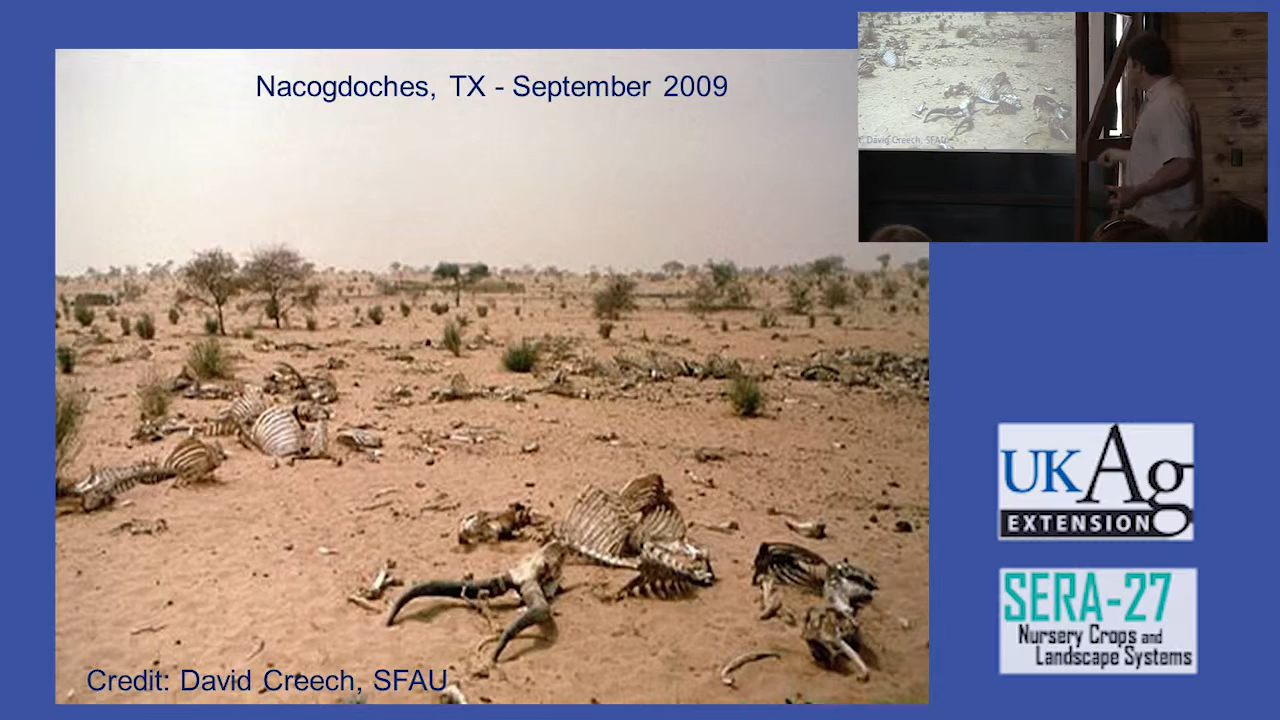 Nacogdoches, TX - September 2009
David Creech, SFAU
UKAg
EXTENSION
SERA-27
Nursery Crops and
Landscape Systems
Credit: David Creech, SFAU